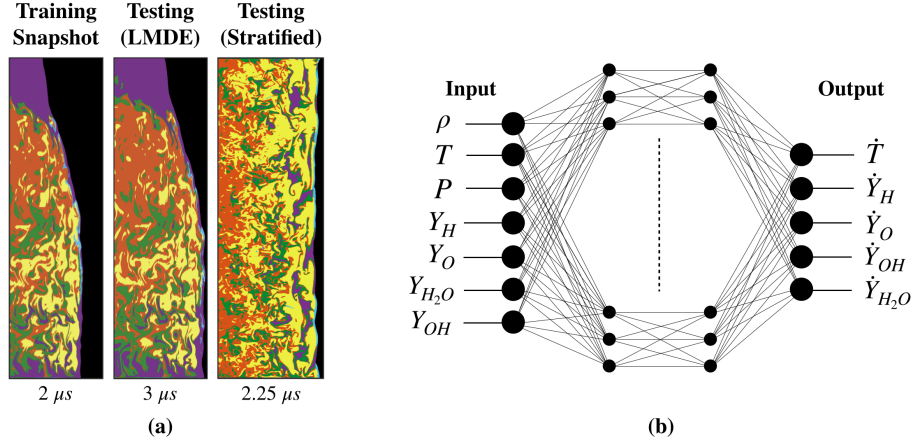 Training
Snapshot
Testing
(LMDE)
Testing
(Stratified)
2 μs
3 μs
2.25 μs
(a)
Input
ρ
T
P
Y_H
Y_O
Y_{H_2O}
Y_{OH}
Output
Ṫ
Ẏ_H
Ẏ_O
Ẏ_{OH}
Ẏ_{H_2O}
(b)